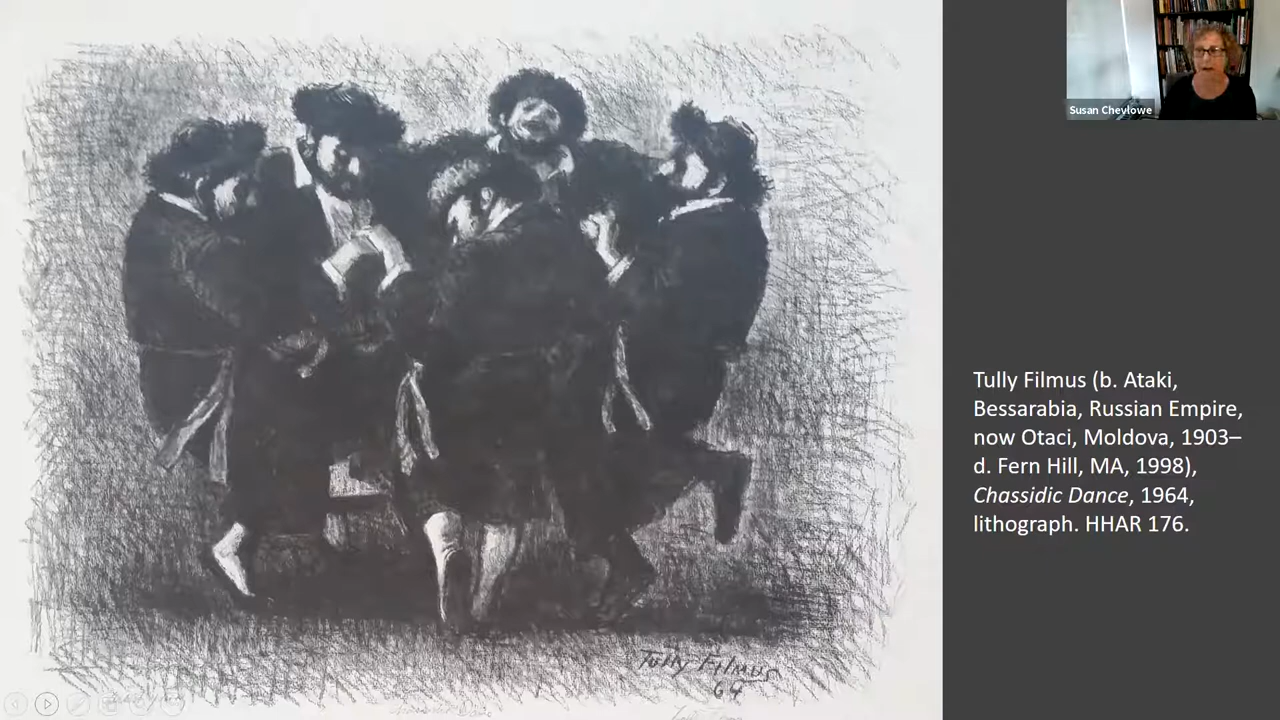 Susan Chevlowe
Tully Filmus (b. Ataki,
Bessarabia, Russian Empire,
now Otaci, Moldova, 1903–
d. Fern Hill, MA, 1998),
Chassidic Dance, 1964,
lithograph. HHAR 176.
Tully Filmus
64